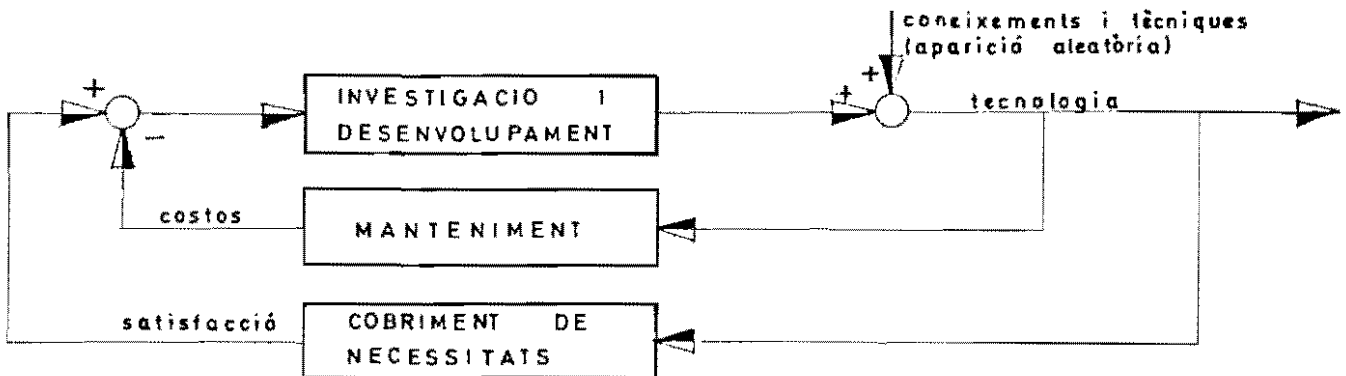 coneixements i tècniques
(aparició aleatòria)
+
+
+
INVESTIGACIO I
DESENVOLUPAMENT
tecnologia
−
costos
MANTENIMENT
satisfacció
COBRIMENT DE
NECESSITATS